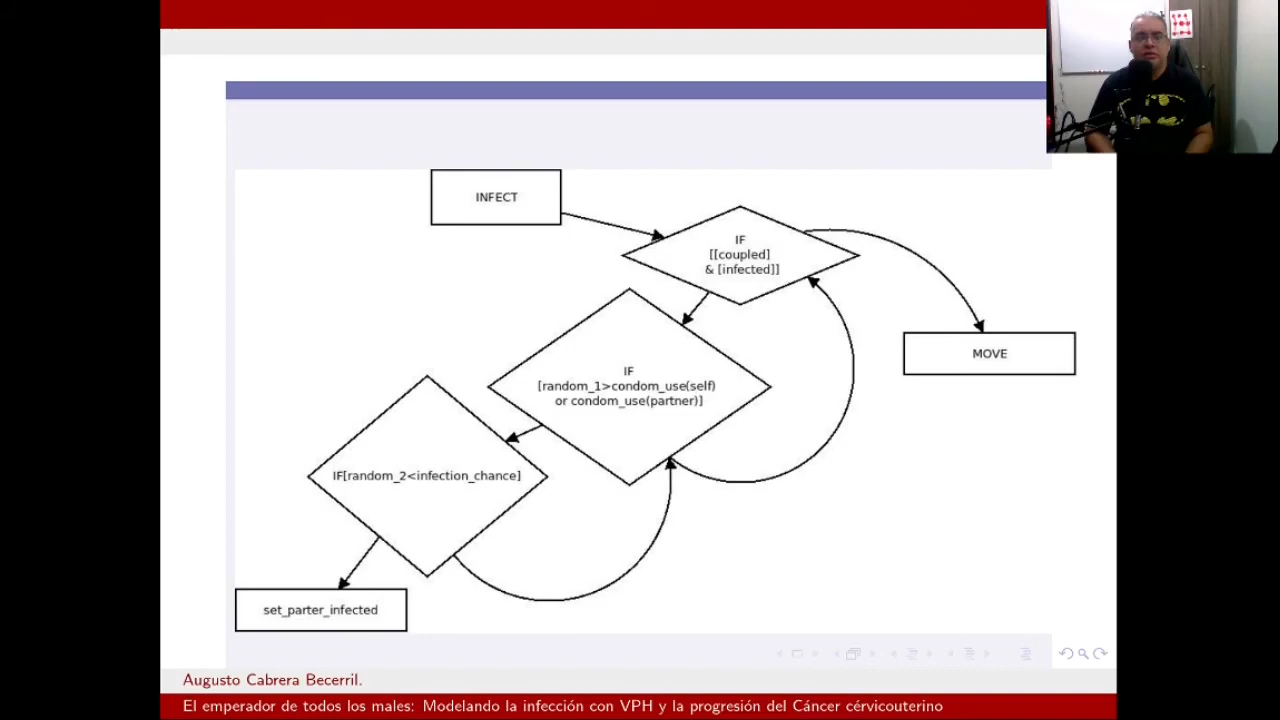 INFECT
IF
[[coupled]
& [infected]]
MOVE
IF
[random_1>condom_use(self)
or condom_use(partner)]
IF[random_2<infection_chance]
set_parter_infected
Augusto Cabrera Becerril.
El emperador de todos los males: Modelando la infección con VPH y la progresión del Cáncer cérvicouterino